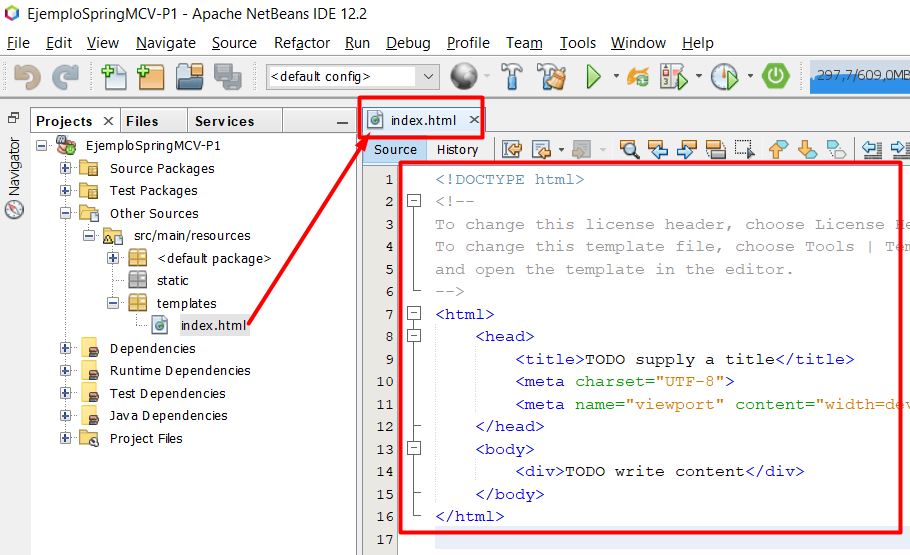 EjemploSpringMCV-P1 - Apache NetBeans IDE 12.2
File Edit View Navigate Source Refactor Run Debug Profile Team Tools Window Help
<default config>
297,7/609,0MB
Projects
Files
Services
index.html
Navigator
Source
History
EjemploSpringMCV-P1
Source Packages
Test Packages
Other Sources
src/main/resources
<default package>
static
templates
index.html
Dependencies
Runtime Dependencies
Test Dependencies
Java Dependencies
Project Files
1 <!DOCTYPE html>
2 <!--
3 To change this license header, choose License He
4 To change this template file, choose Tools | Tem
5 and open the template in the editor.
6 -->
7 <html>
8 <head>
9 <title>TODO supply a title</title>
10 <meta charset="UTF-8">
11 <meta name="viewport" content="width=dev
12 </head>
13 <body>
14 <div>TODO write content</div>
15 </body>
16 </html>
17